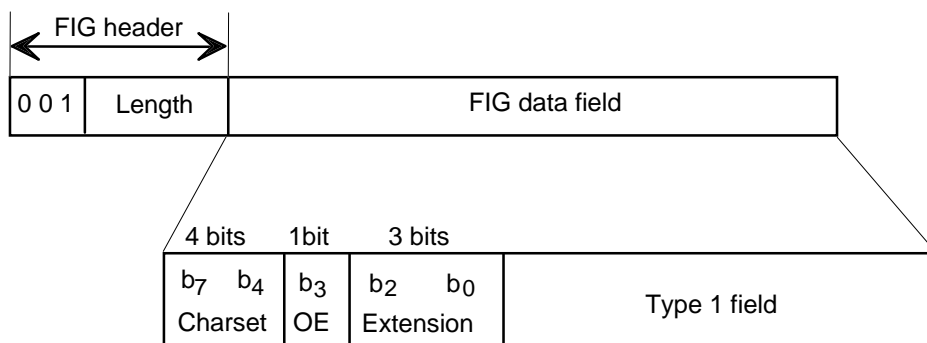 FIG header
0 0 1 Length FIG data field
4 bits 1bit 3 bits
b7 b4 b3 b2 b0
Charset OE Extension Type 1 field